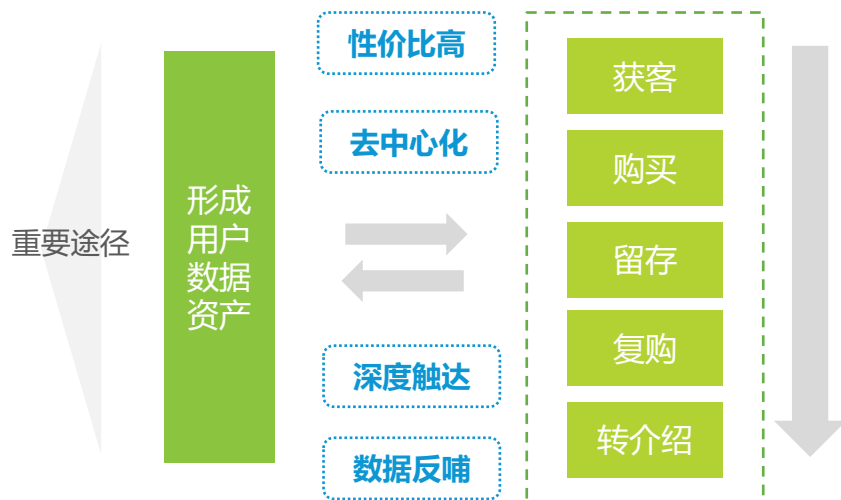 重要途径
形成
用户
数据
资产
性价比高
去中心化
深度触达
数据反哺
获客
购买
留存
复购
转介绍